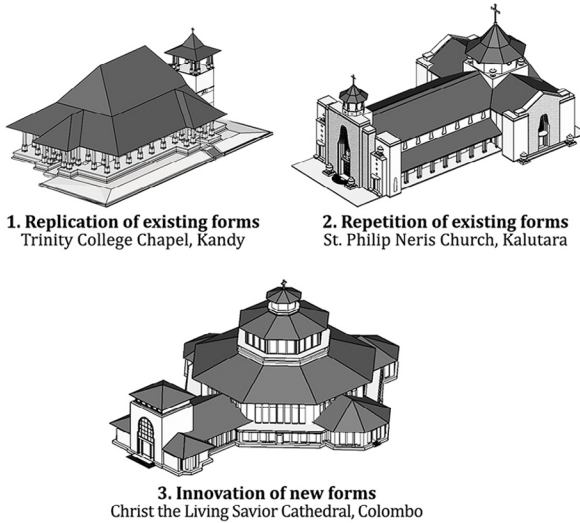 1. Replication of existing forms
Trinity College Chapel, Kandy
2. Repetition of existing forms
St. Philip Neris Church, Kalutara
3. Innovation of new forms
Christ the Living Savior Cathedral, Colombo